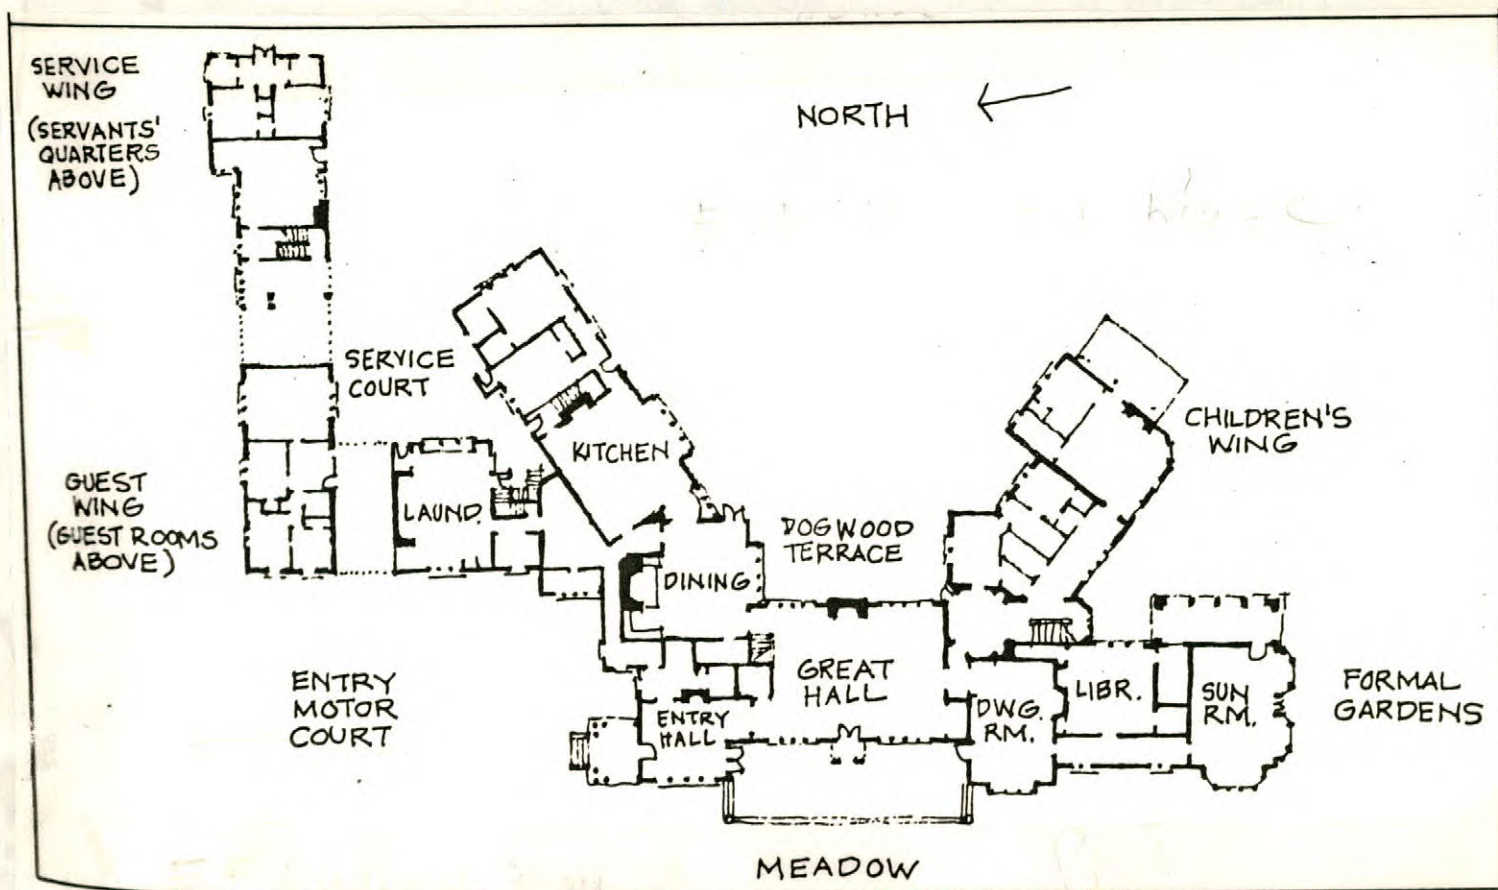 SERVICE
WING
(SERVANTS'
QUARTERS
ABOVE)
NORTH
SERVICE
COURT
KITCHEN
CHILDREN'S
WING
GUEST
WING
(GUEST ROOMS
ABOVE)
LAUND.
DOGWOOD
TERRACE
DINING
ENTRY
MOTOR
COURT
ENTRY
HALL
GREAT
HALL
DWG.
RM.
LIBR.
SUN
RM.
FORMAL
GARDENS
MEADOW